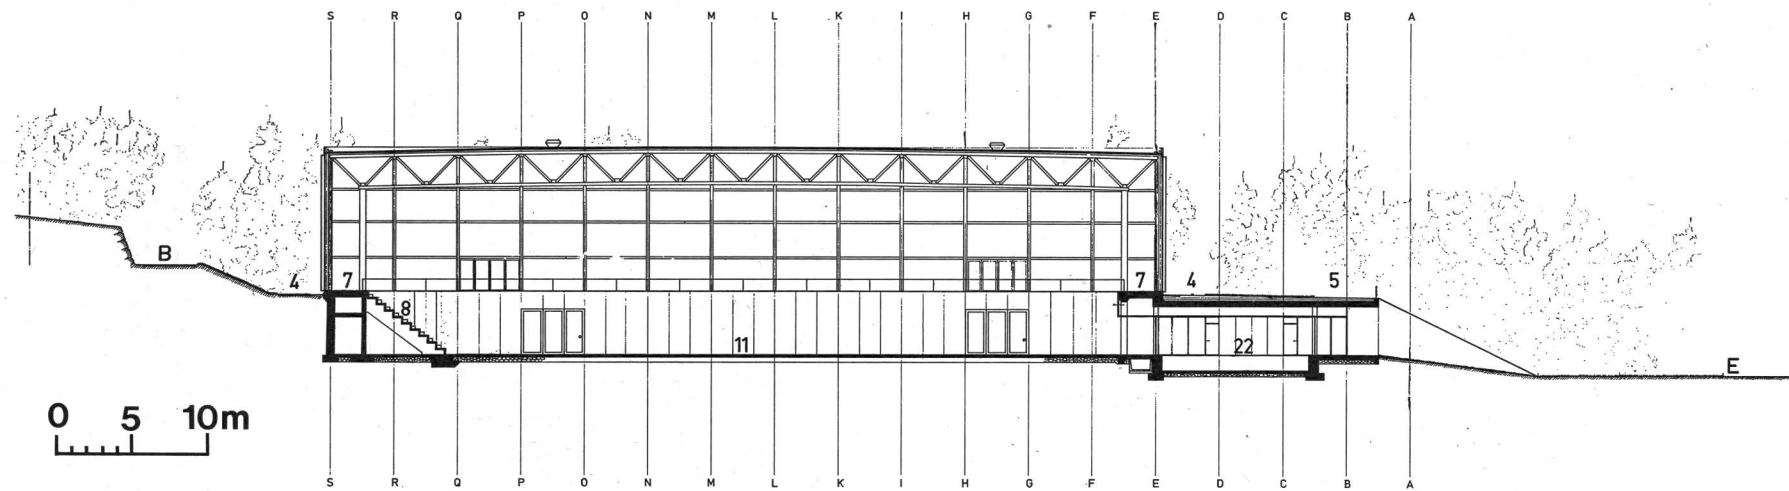 S R Q P O N M L K I H G F E D C B A
B 4 7 8 11 7 4 5 22 E
0 5 10m
S R Q P O N M L K I H G F E D C B A